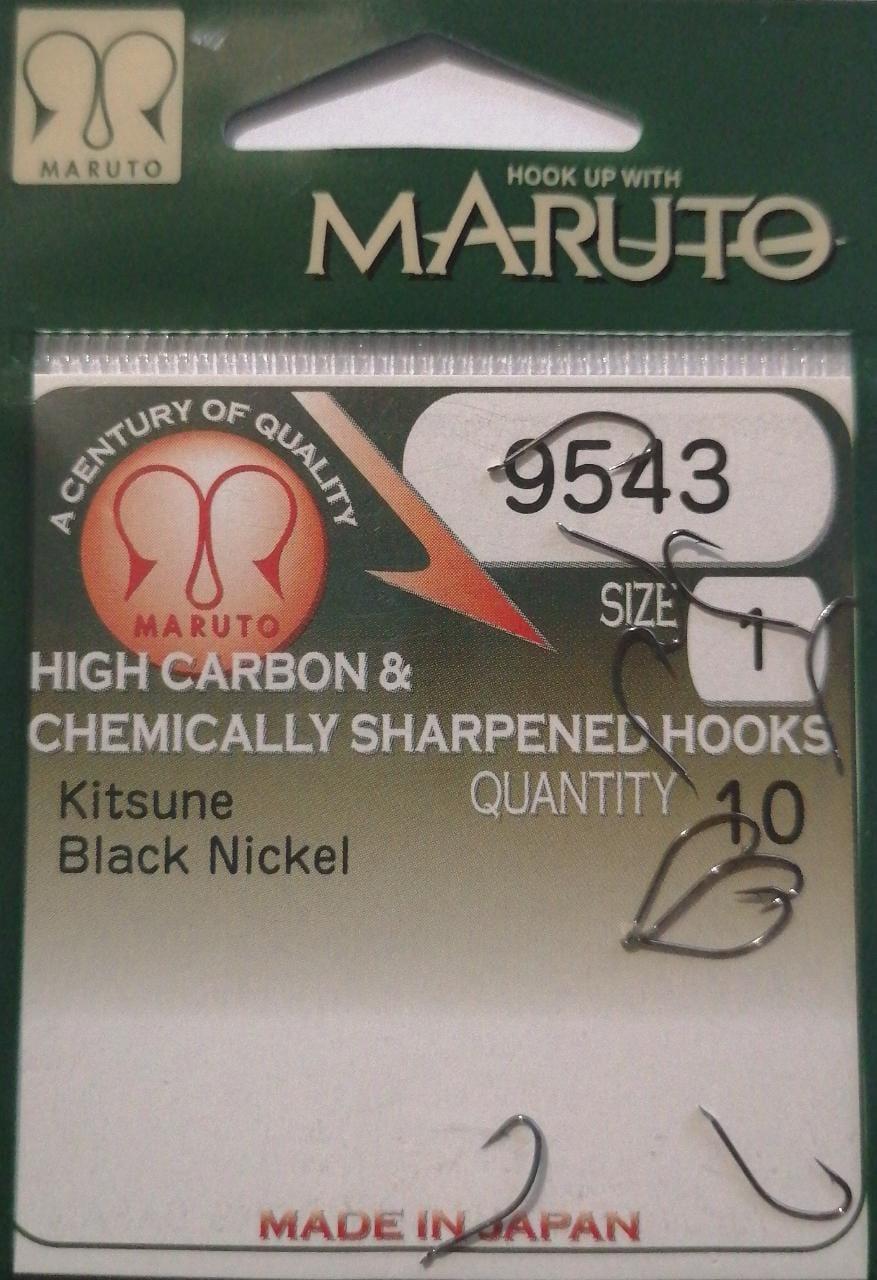 MARUTO
HOOK UP WITH
MARUTO
A CENTURY OF QUALITY
9543
MARUTO
SIZE 1
HIGH CARBON &
CHEMICALLY SHARPENED HOOKS
QUANTITY 10
Kitsune
Black Nickel
MADE IN JAPAN